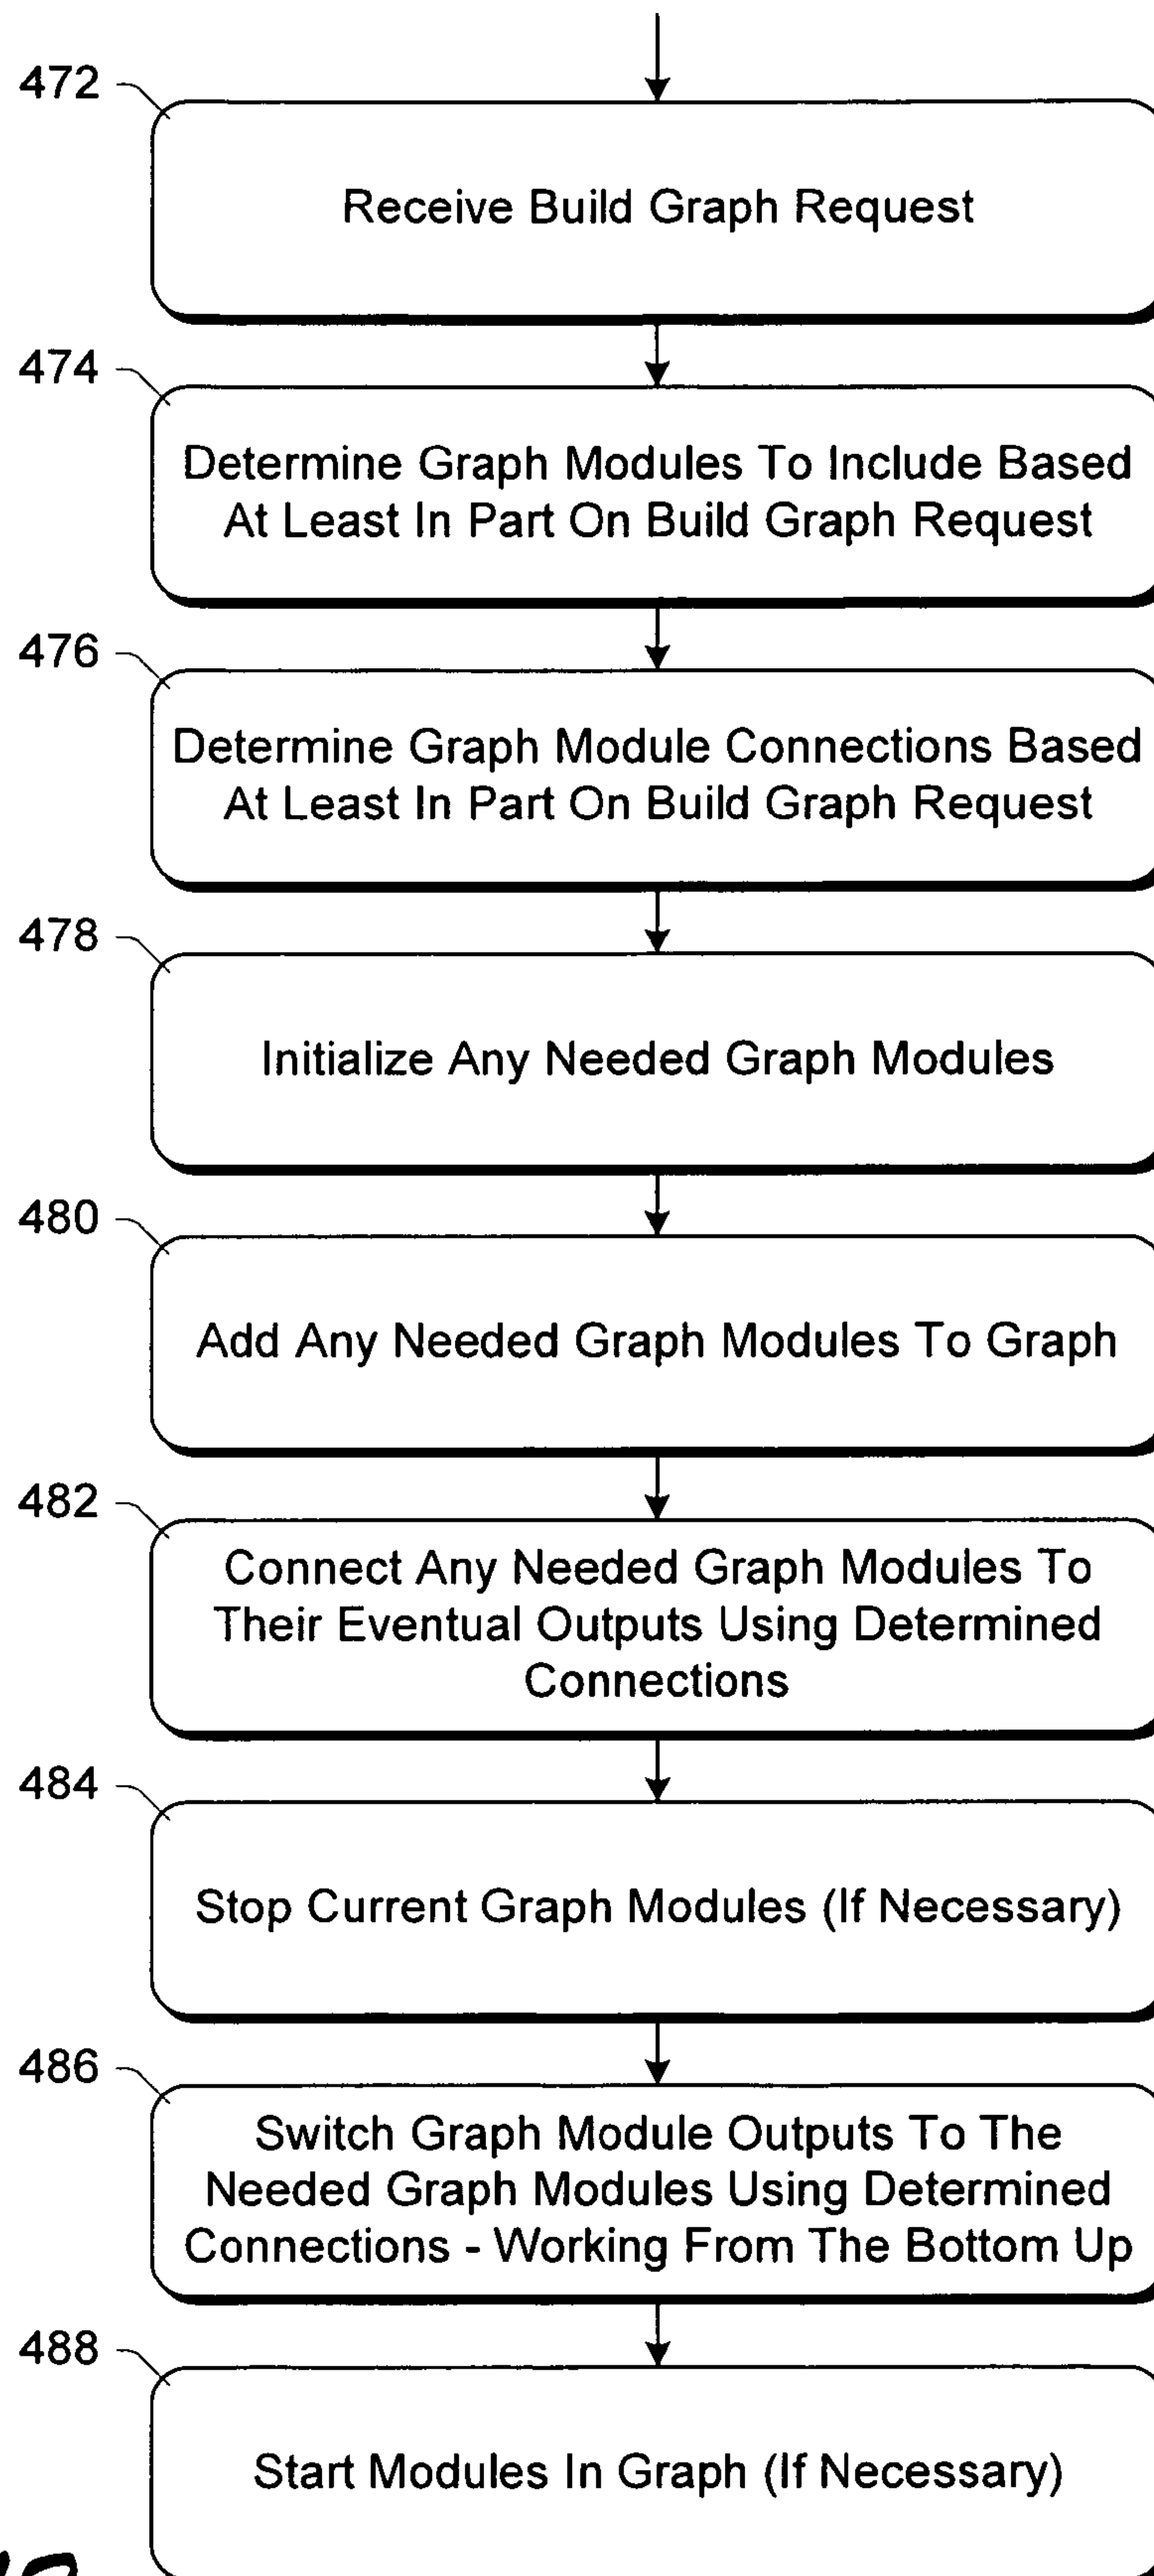 472
Receive Build Graph Request
474
Determine Graph Modules To Include Based
At Least In Part On Build Graph Request
476
Determine Graph Module Connections Based
At Least In Part On Build Graph Request
478
Initialize Any Needed Graph Modules
480
Add Any Needed Graph Modules To Graph
482
Connect Any Needed Graph Modules To
Their Eventual Outputs Using Determined
Connections
484
Stop Current Graph Modules (If Necessary)
486
Switch Graph Module Outputs To The
Needed Graph Modules Using Determined
Connections - Working From The Bottom Up
488
Start Modules In Graph (If Necessary)